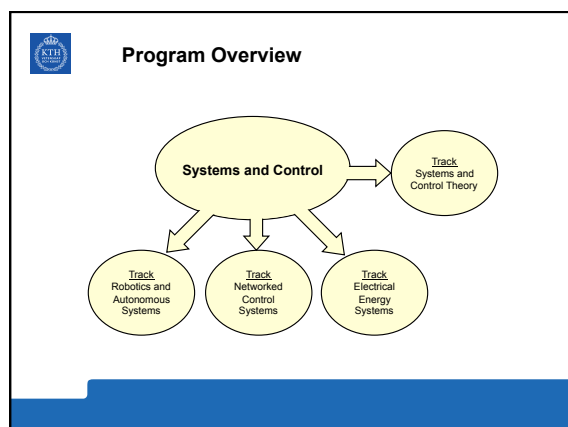 KTH
Program Overview
Systems and Control
Track
Systems and
Control Theory
Track
Robotics and
Autonomous
Systems
Track
Networked
Control
Systems
Track
Electrical
Energy
Systems